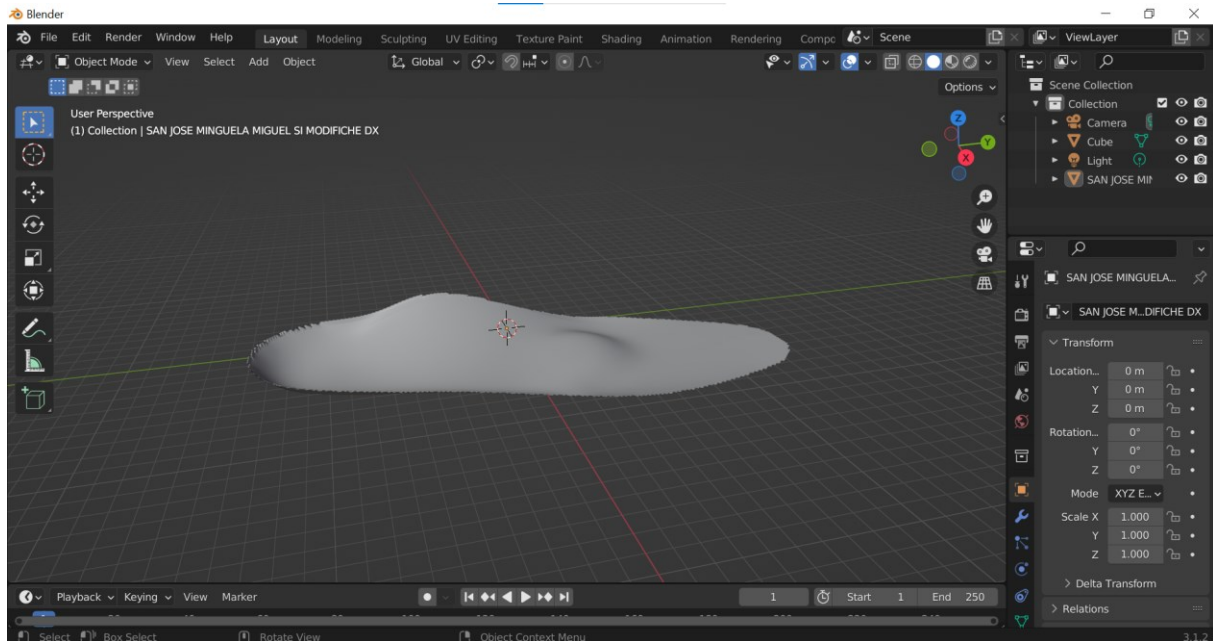 Blender
File Edit Render Window Help Layout Modeling Sculpting UV Editing Texture Paint Shading Animation Rendering Compc Scene ViewLayer
Object Mode View Select Add Object Global
Options
User Perspective
(1) Collection | SAN JOSE MINGUELA MIGUEL SI MODIFICHE DX
Z
Y
X
Scene Collection
Collection
Camera
Cube
Light
SAN JOSE MIN
SAN JOSE MINGUELA...
SAN JOSE M...DIFICHE DX
Transform
Location... 0 m
Y 0 m
Z 0 m
Rotation... 0°
Y 0°
Z 0°
Mode XYZ E...
Scale X 1.000
Y 1.000
Z 1.000
Delta Transform
Relations
Playback Keying View Marker 1 Start 1 End 250
Select Box Select Rotate View Object Context Menu 3.1.2